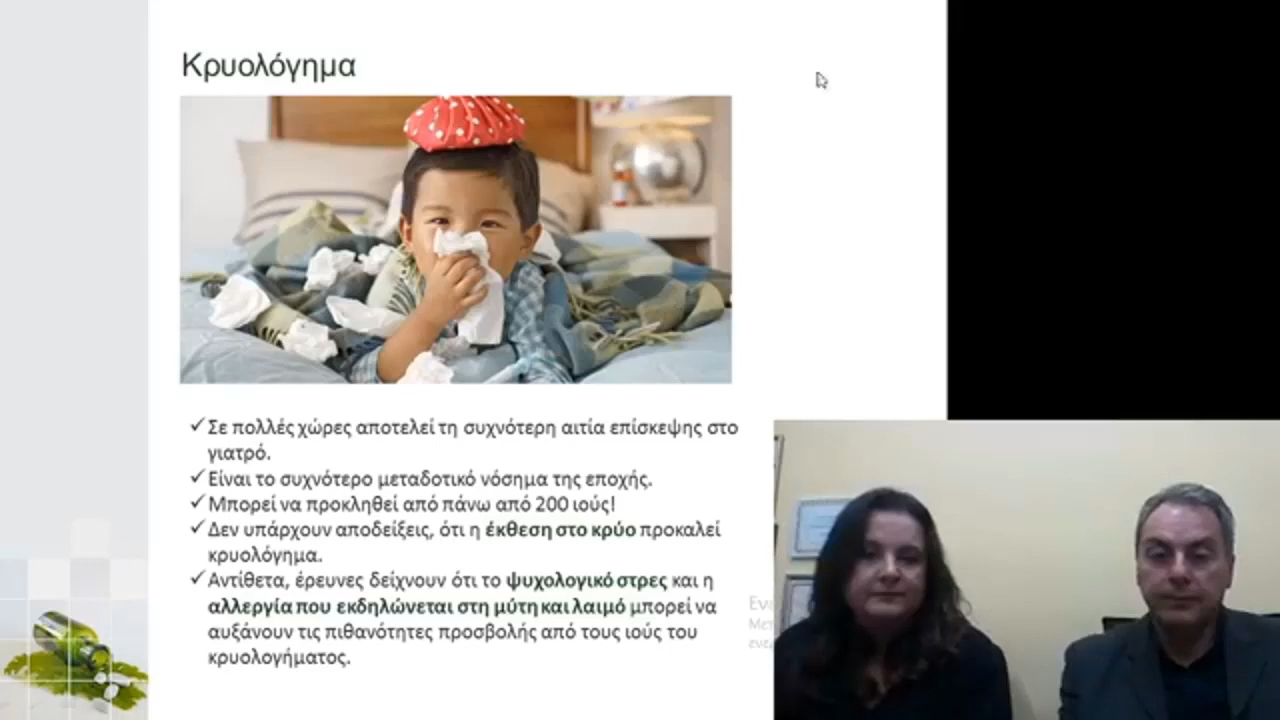 Κρυολόγημα
✓Σε πολλές χώρες αποτελεί τη συχνότερη αιτία επίσκεψης στο
γιατρό.
✓Είναι το συχνότερο μεταδοτικό νόσημα της εποχής.
✓Μπορεί να προκληθεί από πάνω από 200 ιούς!
✓Δεν υπάρχουν αποδείξεις, ότι η έκθεση στο κρύο προκαλεί
κρυολόγημα.
✓Αντίθετα, έρευνες δείχνουν ότι το ψυχολογικό στρες και η
αλλεργία που εκδηλώνεται στη μύτη και λαιμό μπορεί να
αυξάνουν τις πιθανότητες προσβολής από τους ιούς του
κρυολογήματος.